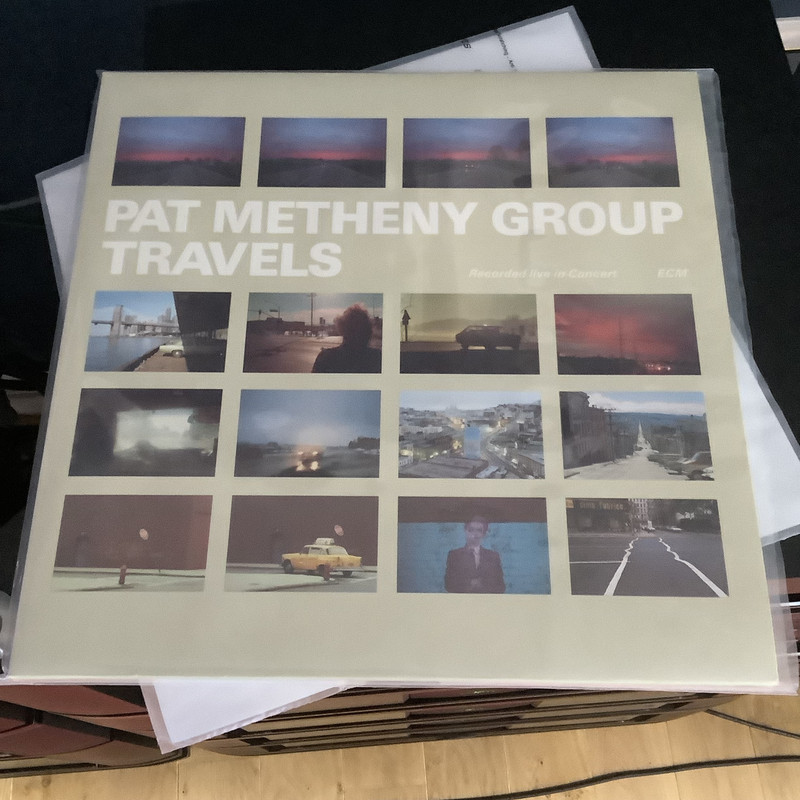 PAT METHENY GROUP
TRAVELS
Recorded live in Concert ECM